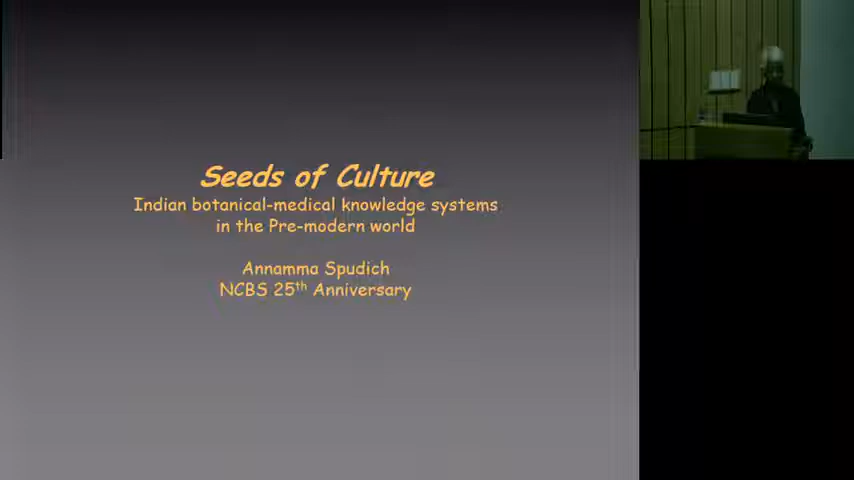 Seeds of Culture
Indian botanical-medical knowledge systems
in the Pre-modern world
Annamma Spudich
NCBS 25th Anniversary